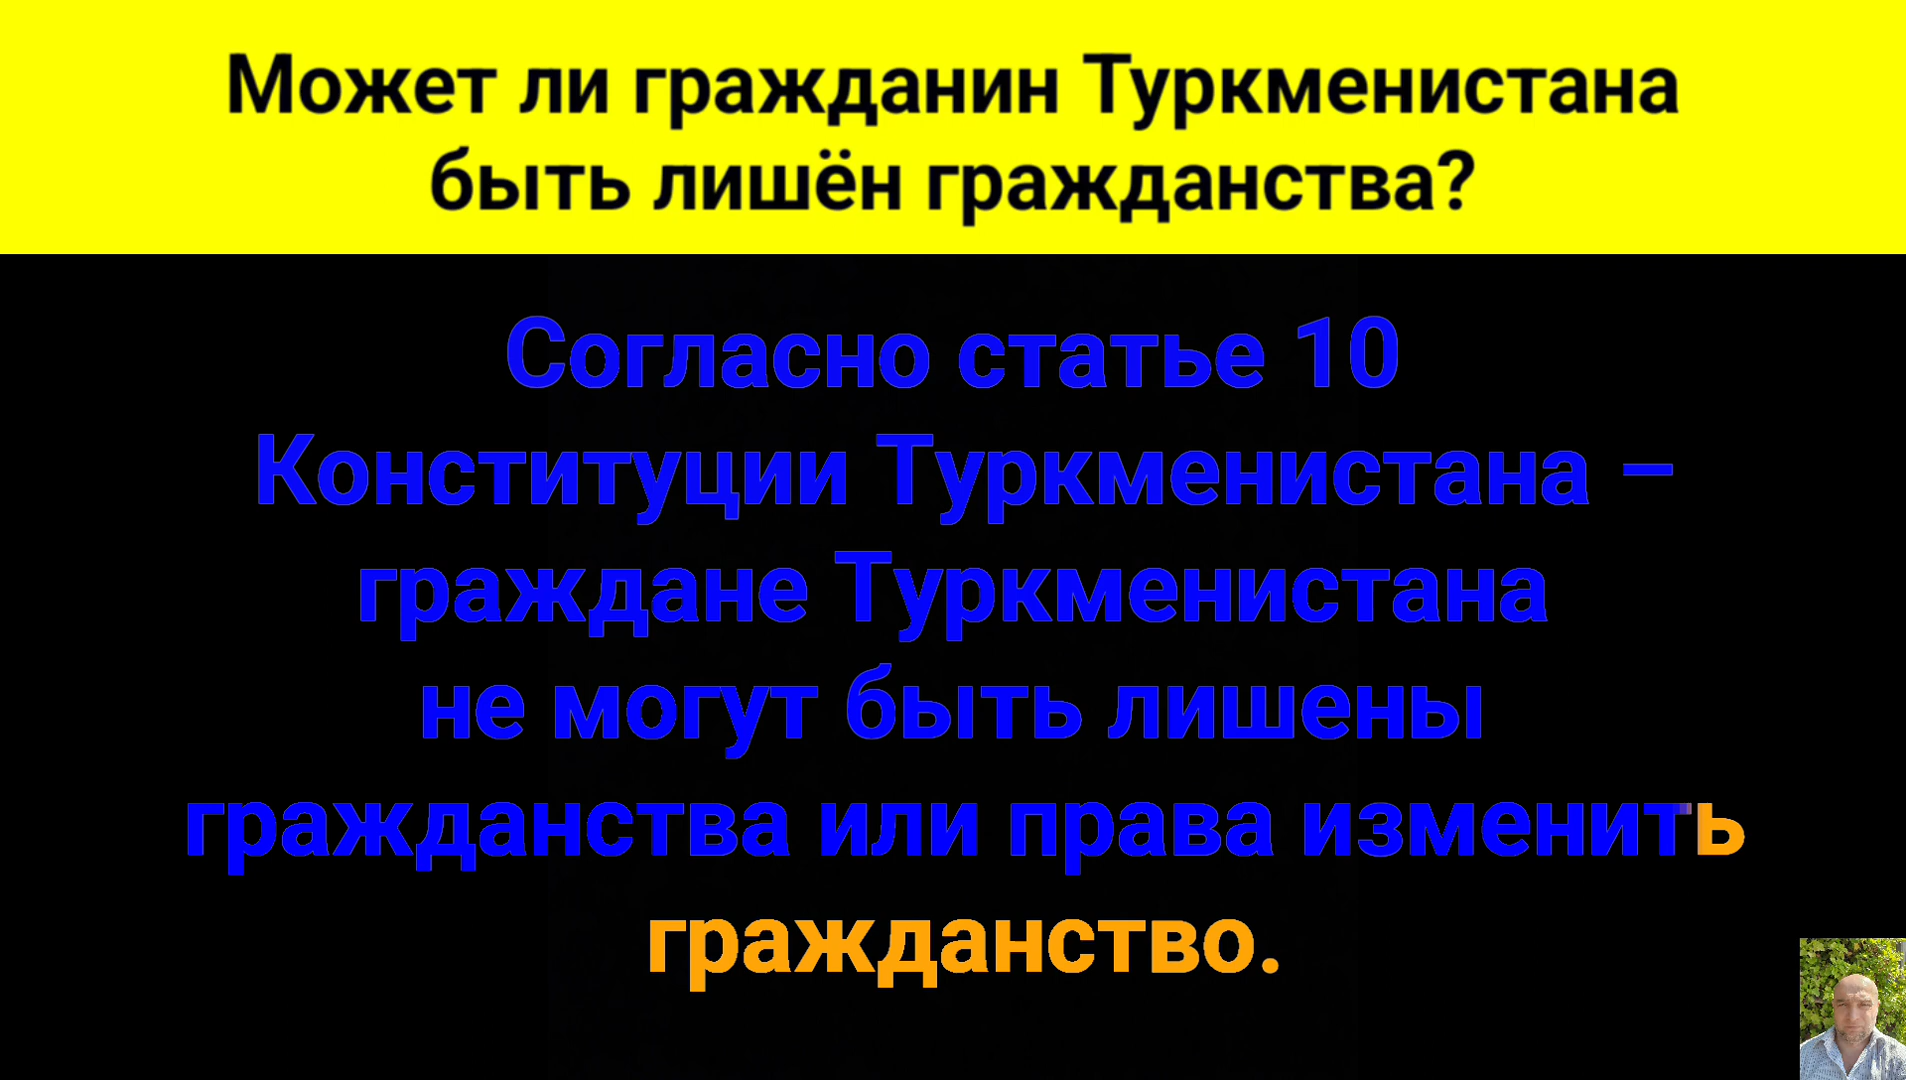 Может ли гражданин Туркменистана
быть лишён гражданства?
Согласно статье 10
Конституции Туркменистана –
граждане Туркменистана
не могут быть лишены
гражданства или права изменить
гражданство.